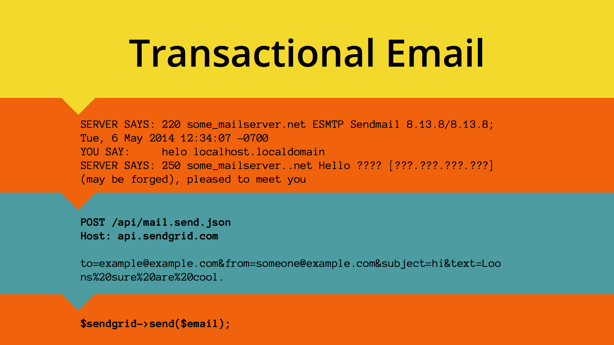 Transactional Email
SERVER SAYS: 220 some_mailserver.net ESMTP Sendmail 8.13.8/8.13.8;
Tue, 6 May 2014 12:34:07 -0700
YOU SAY: helo localhost.localdomain
SERVER SAYS: 250 some_mailserver..net Hello ???? [???.???.???.???]
(may be forged), pleased to meet you
POST /api/mail.send.json
Host: api.sendgrid.com
to=example@example.com&from=someone@example.com&subject=hi&text=Loo
ns%20sure%20are%20cool.
$sendgrid->send($email);